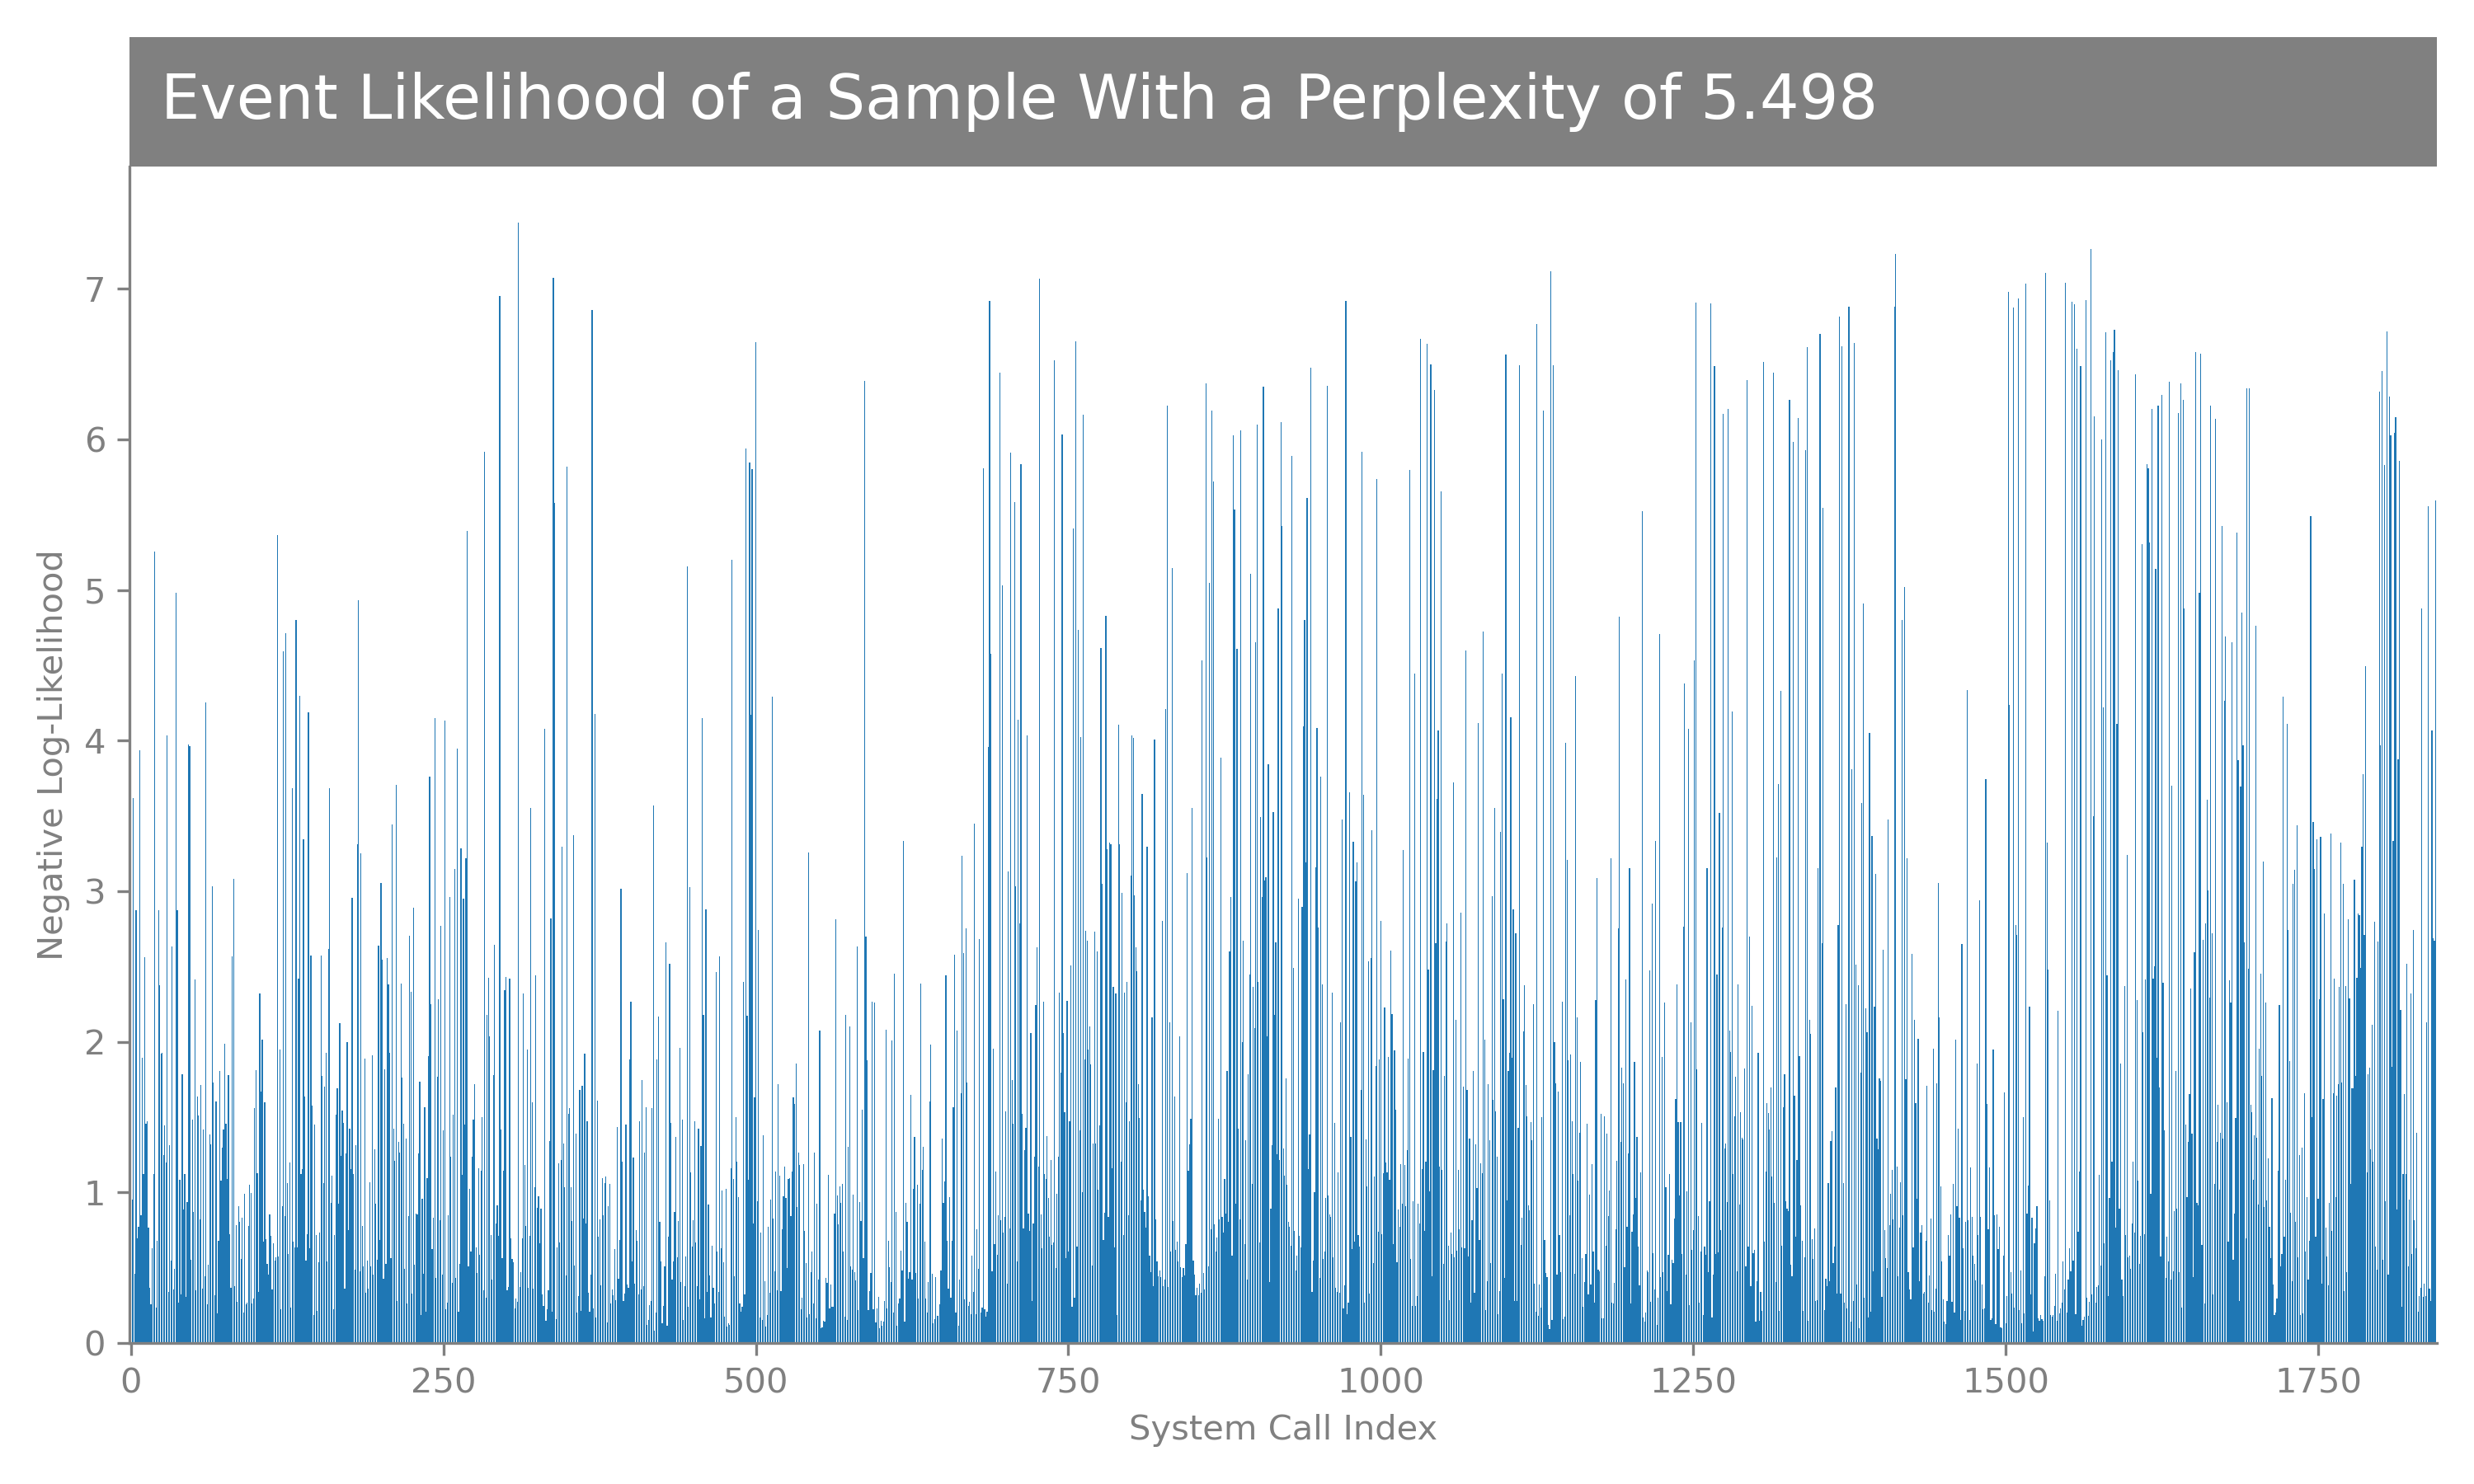 Event Likelihood of a Sample With a Perplexity of 5.498
7
6
5
4
3
2
1
0
Negative Log-Likelihood
0 250 500 750 1000 1250 1500 1750
System Call Index